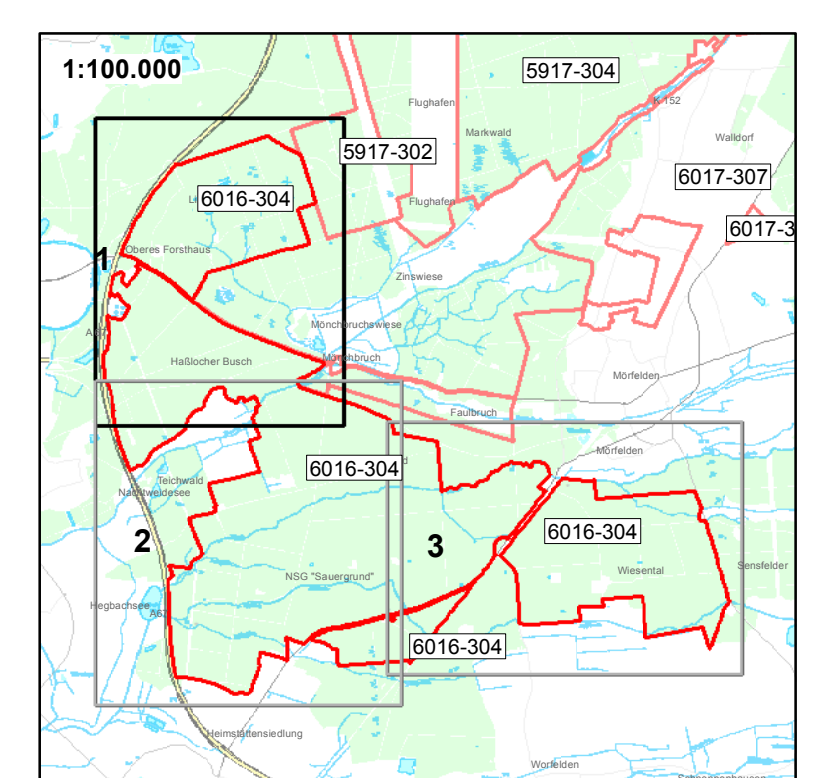 1:100.000
5917-304
Flughafen
K 152
Markwald
Walldorf
5917-302
6017-307
6016-304
Flughafen
6017-3
Oberes Forsthaus
1
Zinswiese
Mönchbruchswiese
Haßlocher Busch
Mönchbruch
Mörfelden
Faulbruch
Mörfelden
6016-304
Teichwald
Nachtweidesee
6016-304
2
3
Wiesental
Sensfelder
NSG "Sauergrund"
Hegbachsee
A67
6016-304
Heimstättensiedlung
Worfelden